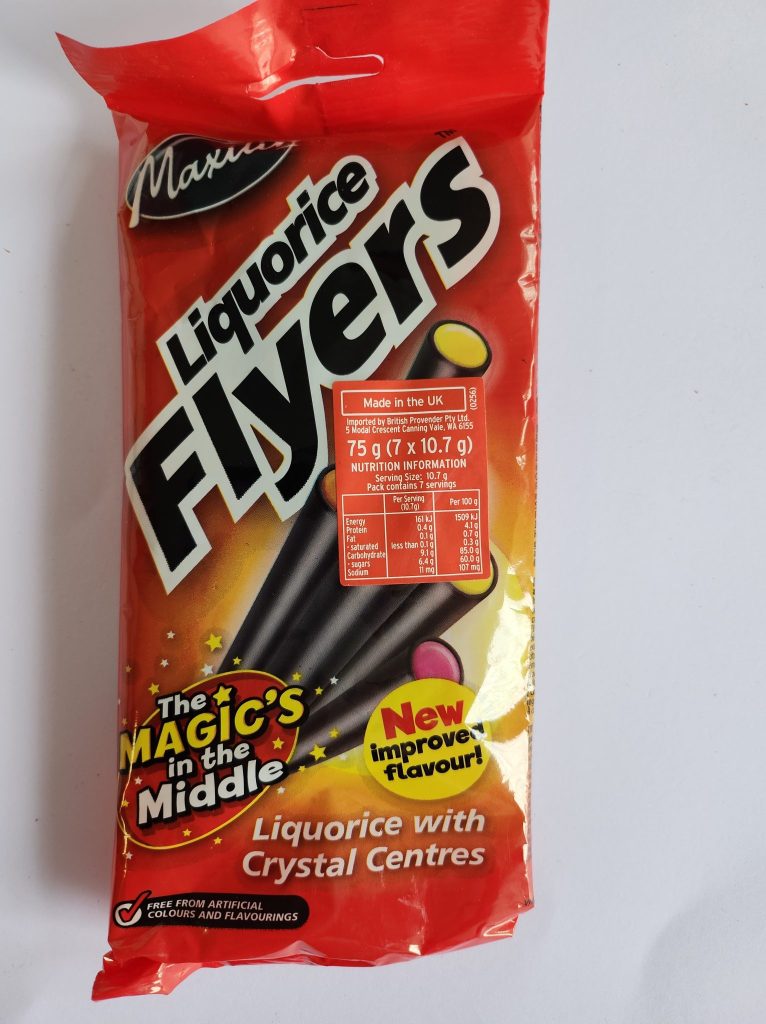 TM
Liquorice
Flyers
Made in the UK
(0256)
Imported by British Provender Pty Ltd.
5 Modal Crescent Canning Vale, WA 6155
75 g (7 x 10.7 g)
NUTRITION INFORMATION
Serving Size: 10.7 g
Pack contains 7 servings
Per Serving (10.7g) Per 100 g
Energy 161 kJ 1509 kJ
Protein 0.4 g 4.1 g
Fat 0.1 g 0.7 g
- saturated less than 0.1 g 0.3 g
Carbohydrate 9.1 g 85.0 g
- sugars 6.4 g 60.0 g
Sodium 11 mg 107 mg
The
MAGIC'S
in the
Middle
New
improved
flavour!
Liquorice with
Crystal Centres
FREE FROM ARTIFICIAL
COLOURS AND FLAVOURINGS